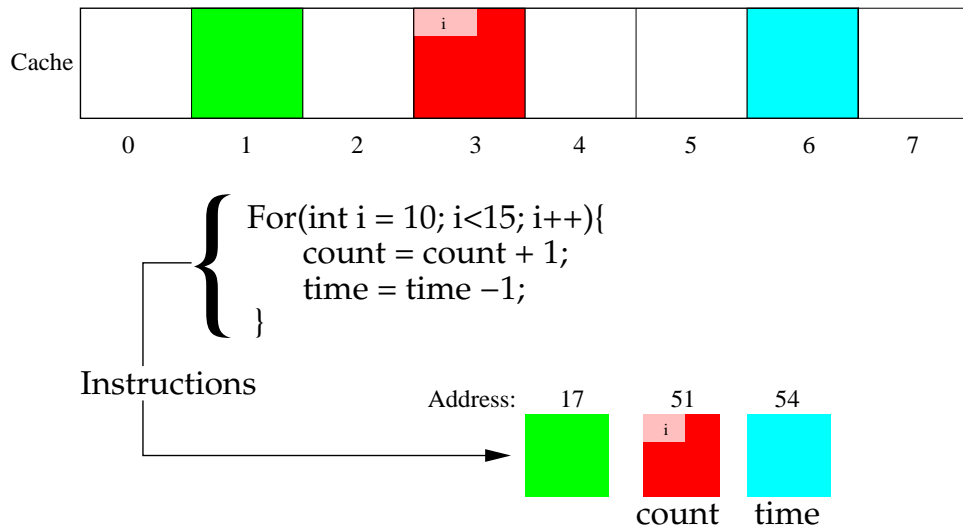 i
Cache
0 1 2 3 4 5 6 7
For(int i = 10; i<15; i++){
count = count + 1;
time = time −1;
}
Instructions
Address: 17 51 54
i
count time